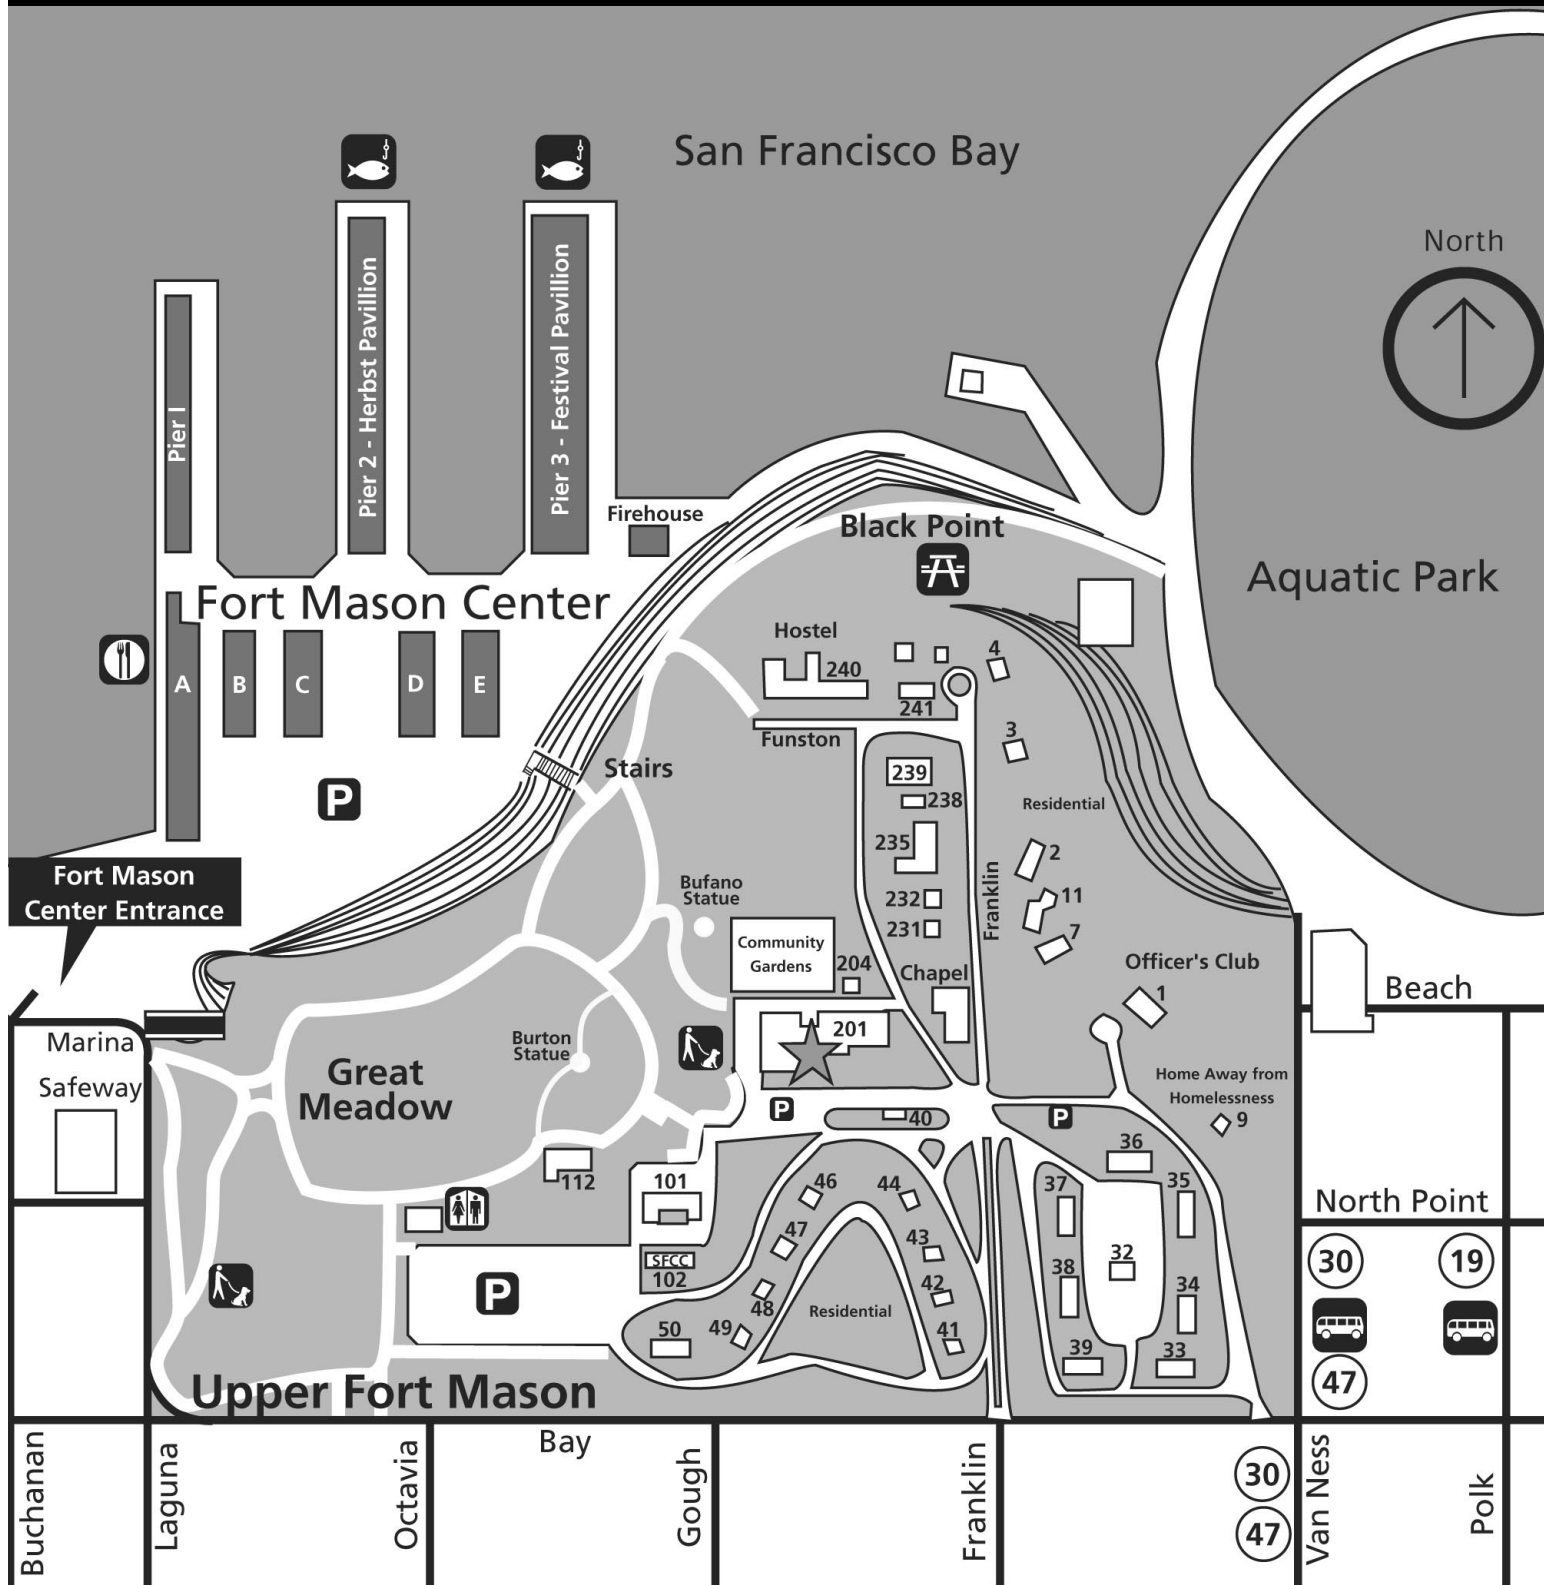 San Francisco Bay
North
Pier 1
Pier 2 - Herbst Pavillion
Pier 3 - Festival Pavillion
Firehouse
Black Point
Aquatic Park
Fort Mason Center
A
B
C
D
E
Hostel
240
241
4
3
Funston
Stairs
P
239
238
235
232
231
Residential
2
11
7
Franklin
Fort Mason
Center Entrance
Bufano
Statue
Community
Gardens
204
Chapel
Officer's Club
1
Beach
Marina
Safeway
Burton
Statue
201
Great
Meadow
Home Away from
Homelessness
9
P
40
P
36
112
101
46
44
37
35
North Point
47
43
32
SFCC
102
42
38
34
30
19
P
48
Residential
50
49
41
39
33
47
Upper Fort Mason
Bay
Buchanan
Laguna
Octavia
Gough
Franklin
30
47
Van Ness
Polk